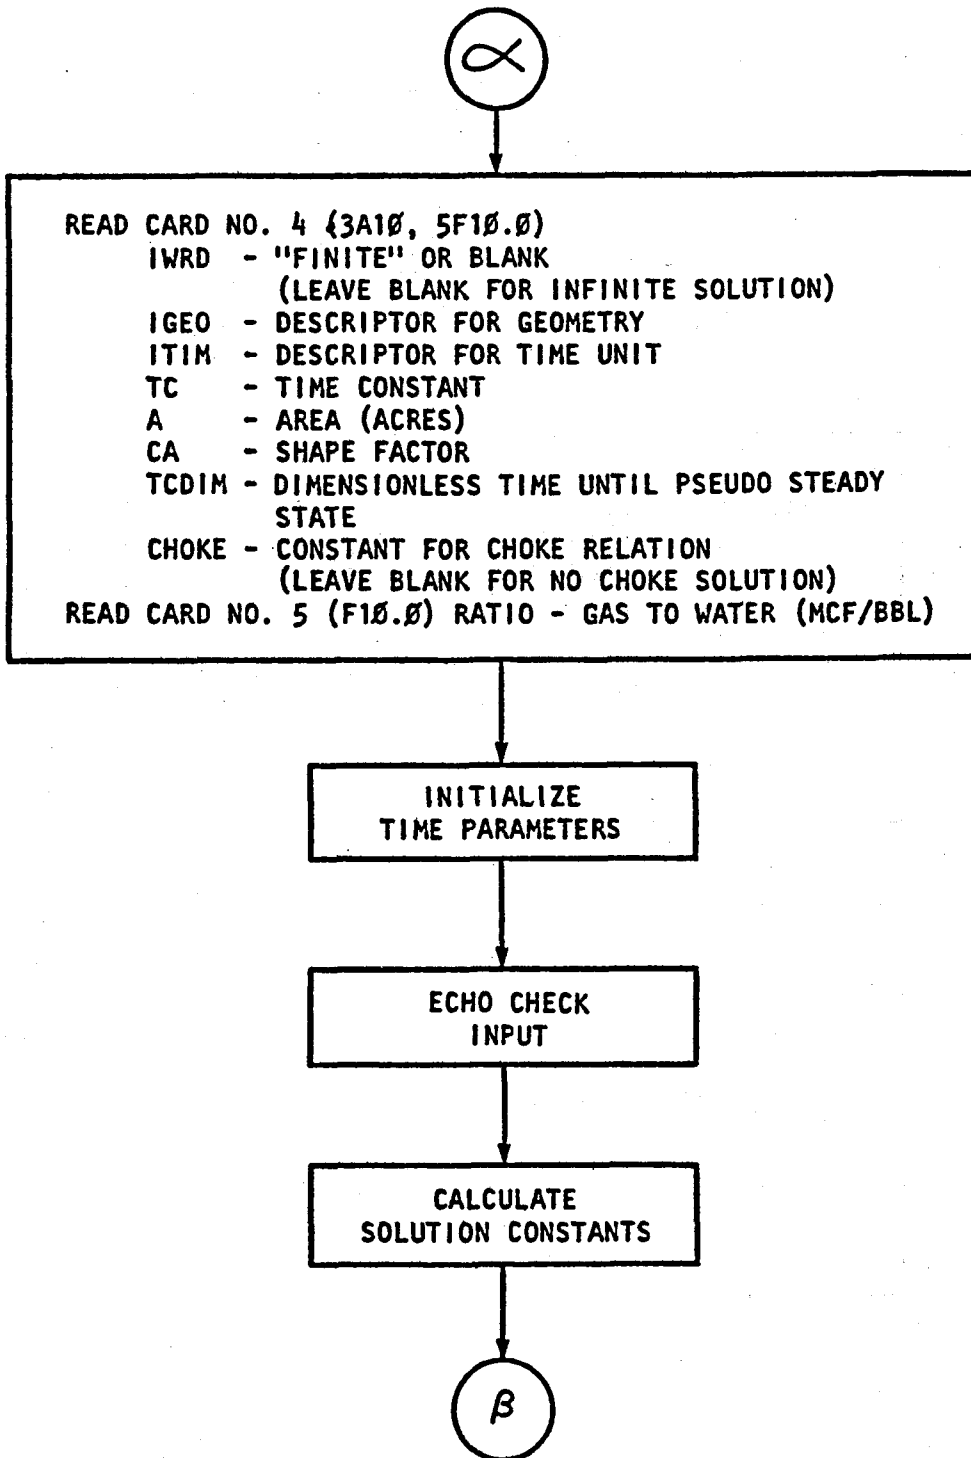 α
READ CARD NO. 4 (3A1Ø, 5F1Ø.Ø)
IWRD - "FINITE" OR BLANK
(LEAVE BLANK FOR INFINITE SOLUTION)
IGEO - DESCRIPTOR FOR GEOMETRY
ITIM - DESCRIPTOR FOR TIME UNIT
TC - TIME CONSTANT
A - AREA (ACRES)
CA - SHAPE FACTOR
TCDIM - DIMENSIONLESS TIME UNTIL PSEUDO STEADY
STATE
CHOKE - CONSTANT FOR CHOKE RELATION
(LEAVE BLANK FOR NO CHOKE SOLUTION)
READ CARD NO. 5 (F1Ø.Ø) RATIO - GAS TO WATER (MCF/BBL)
INITIALIZE
TIME PARAMETERS
ECHO CHECK
INPUT
CALCULATE
SOLUTION CONSTANTS
β